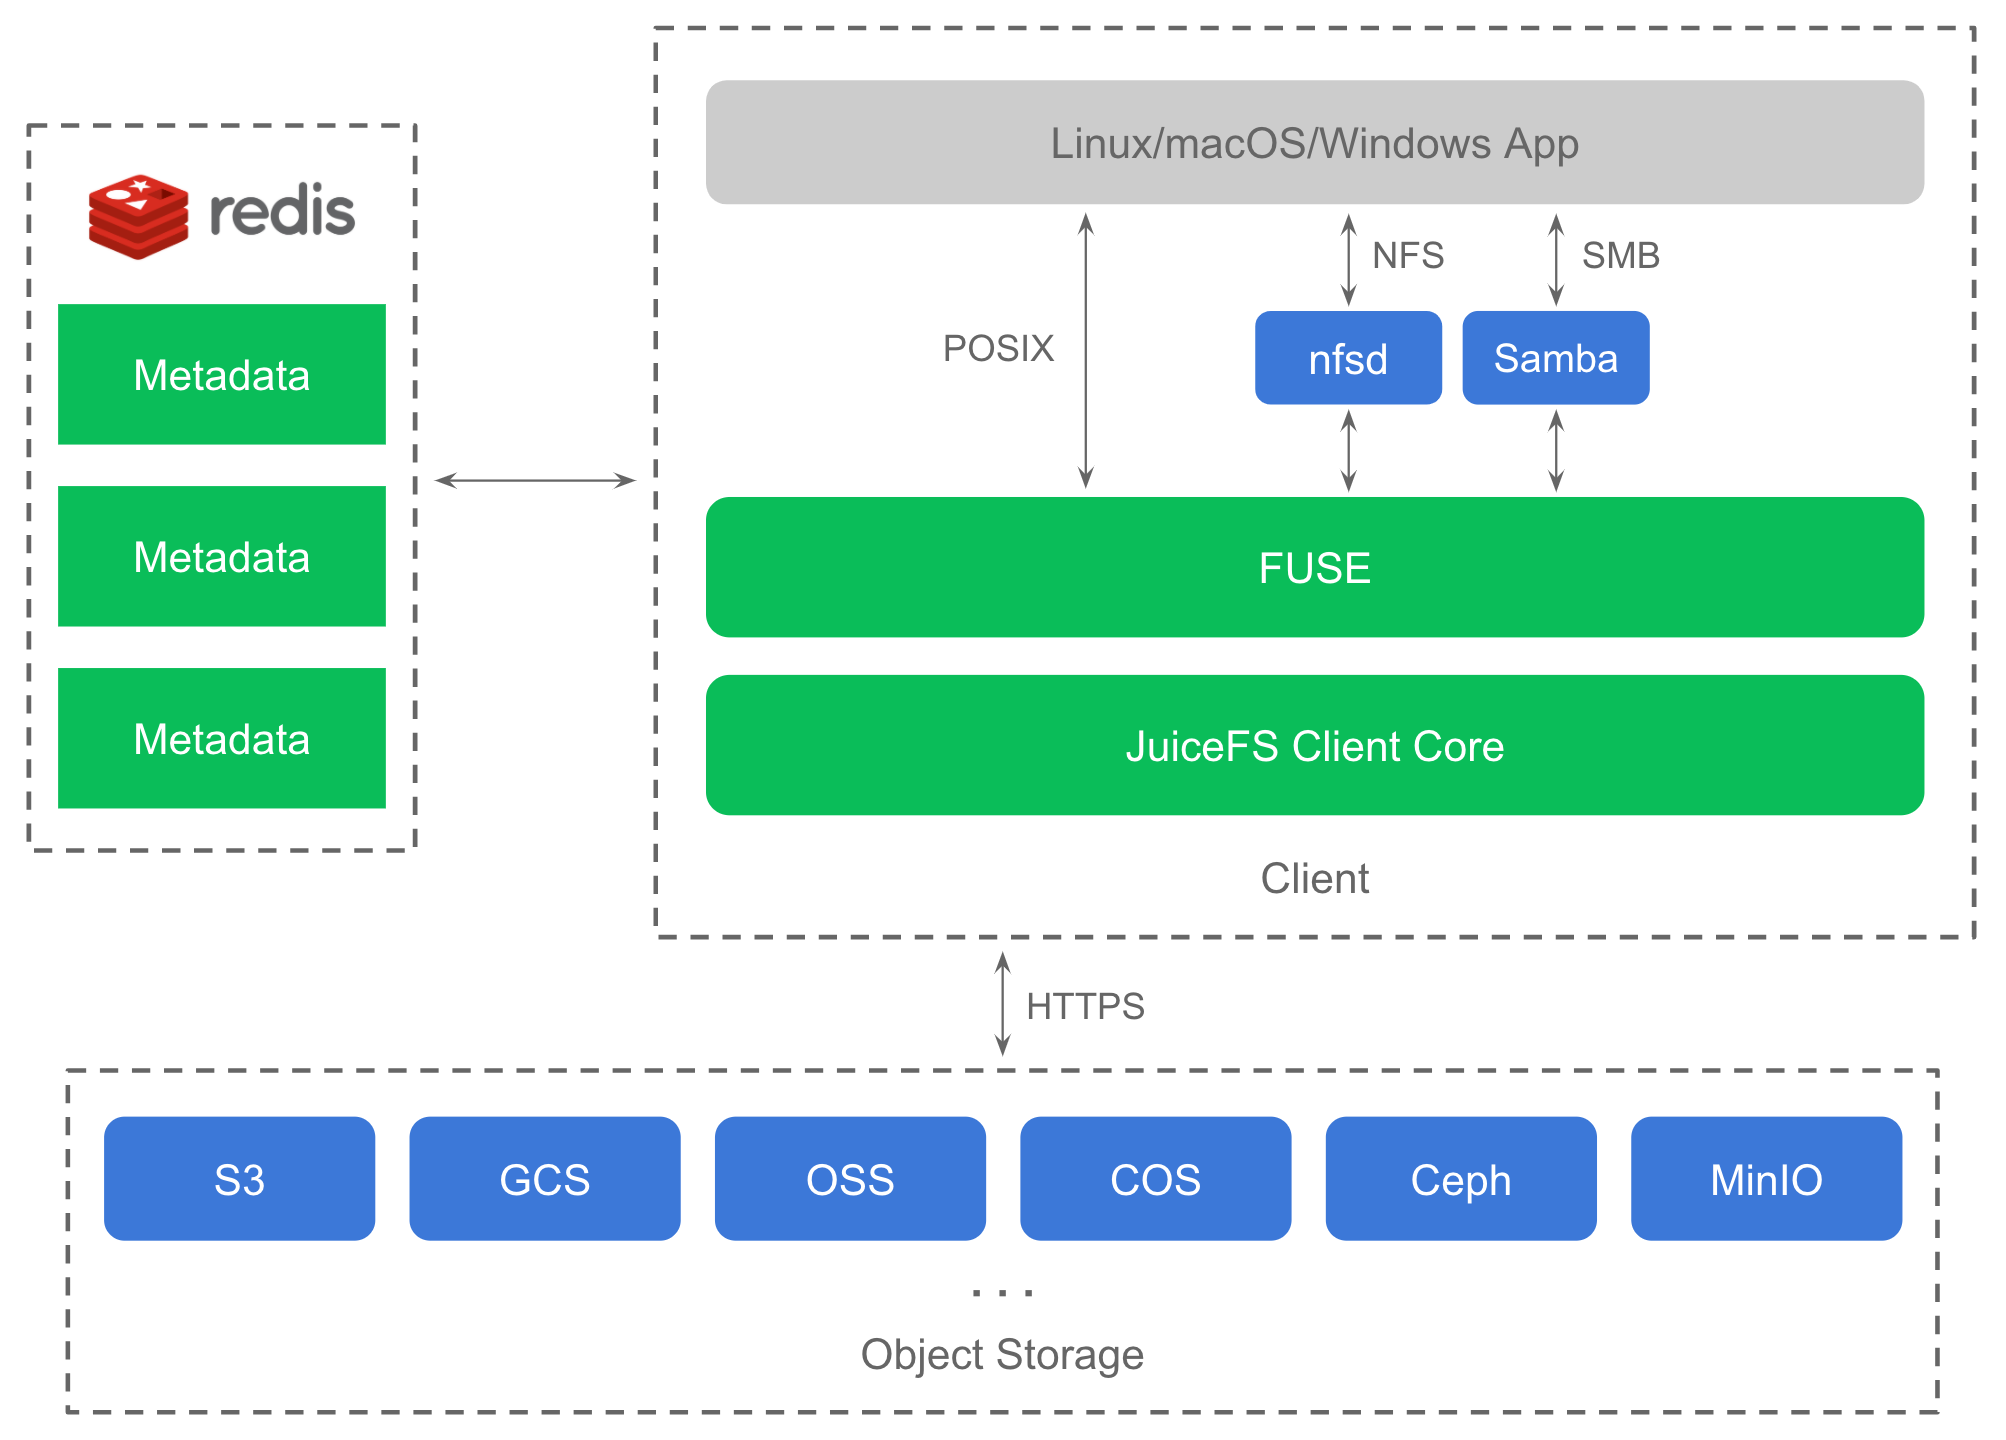 redis
Metadata
Metadata
Metadata
Linux/macOS/Windows App
POSIX
NFS
SMB
nfsd
Samba
FUSE
JuiceFS Client Core
Client
HTTPS
S3
GCS
OSS
COS
Ceph
MinIO
...
Object Storage